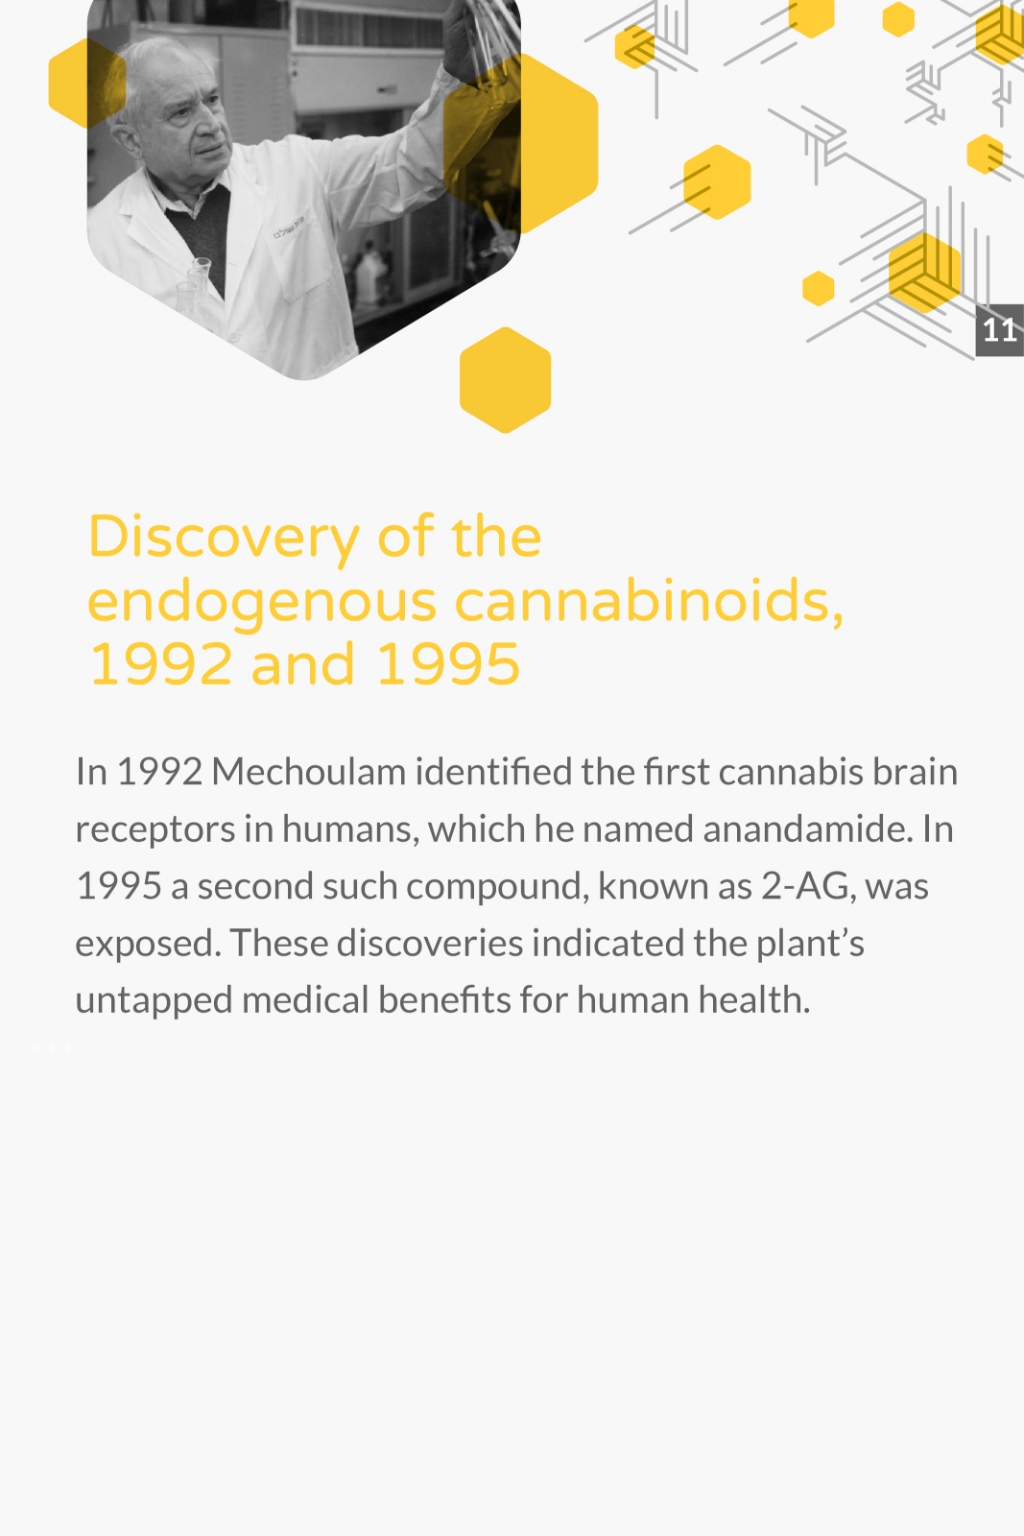 11
Discovery of the
endogenous cannabinoids,
1992 and 1995
In 1992 Mechoulam identified the first cannabis brain
receptors in humans, which he named anandamide. In
1995 a second such compound, known as 2-AG, was
exposed. These discoveries indicated the plant’s
untapped medical benefits for human health.